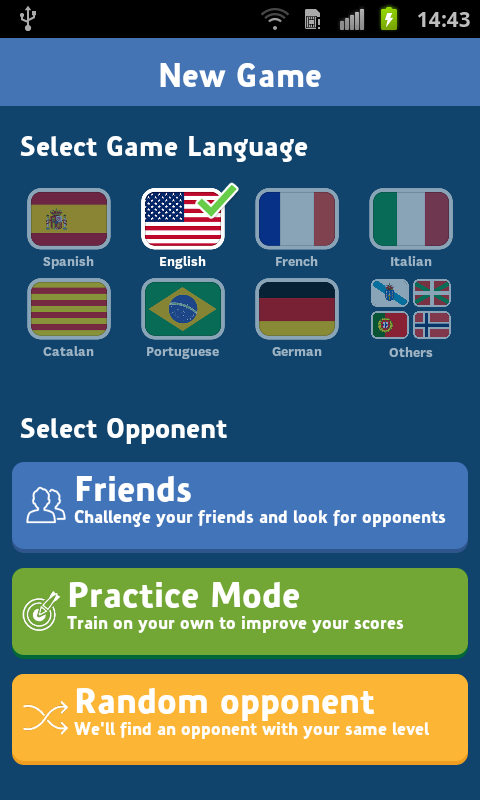 14:43
New Game
Select Game Language
Spanish English French Italian
Catalan Portuguese German Others
Select Opponent
Friends
Challenge your friends and look for opponents
Practice Mode
Train on your own to improve your scores
Random opponent
We'll find an opponent with your same level